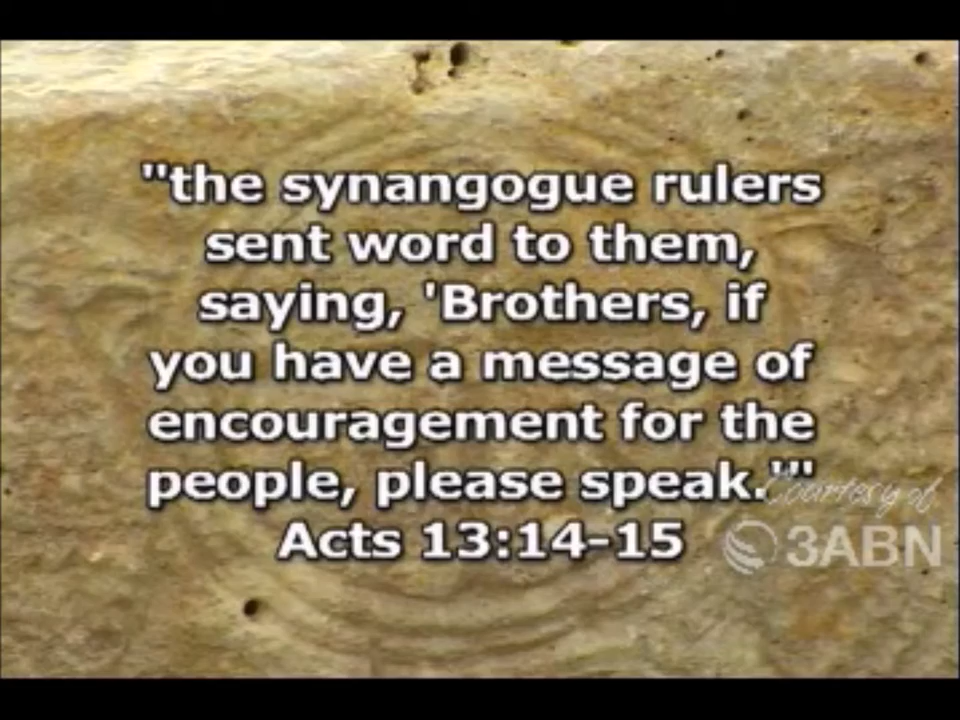 "the synangogue rulers
sent word to them,
saying, 'Brothers, if
you have a message of
encouragement for the
people, please speak.'"
Acts 13:14-15
Courtesy of
3ABN